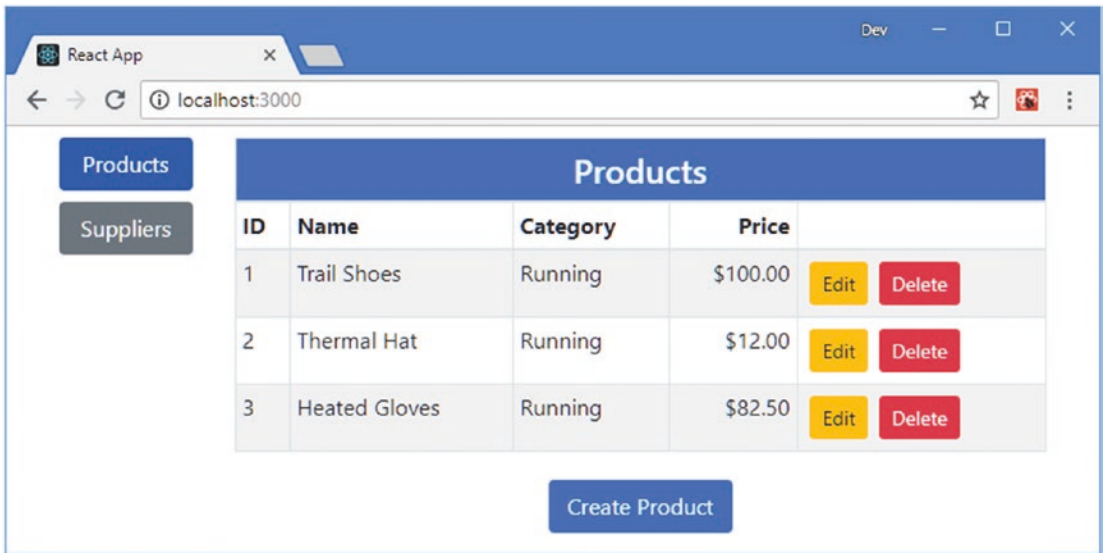 Dev
React App
localhost:3000
Products
Suppliers
Products
ID Name Category Price
1 Trail Shoes Running $100.00 Edit Delete
2 Thermal Hat Running $12.00 Edit Delete
3 Heated Gloves Running $82.50 Edit Delete
Create Product